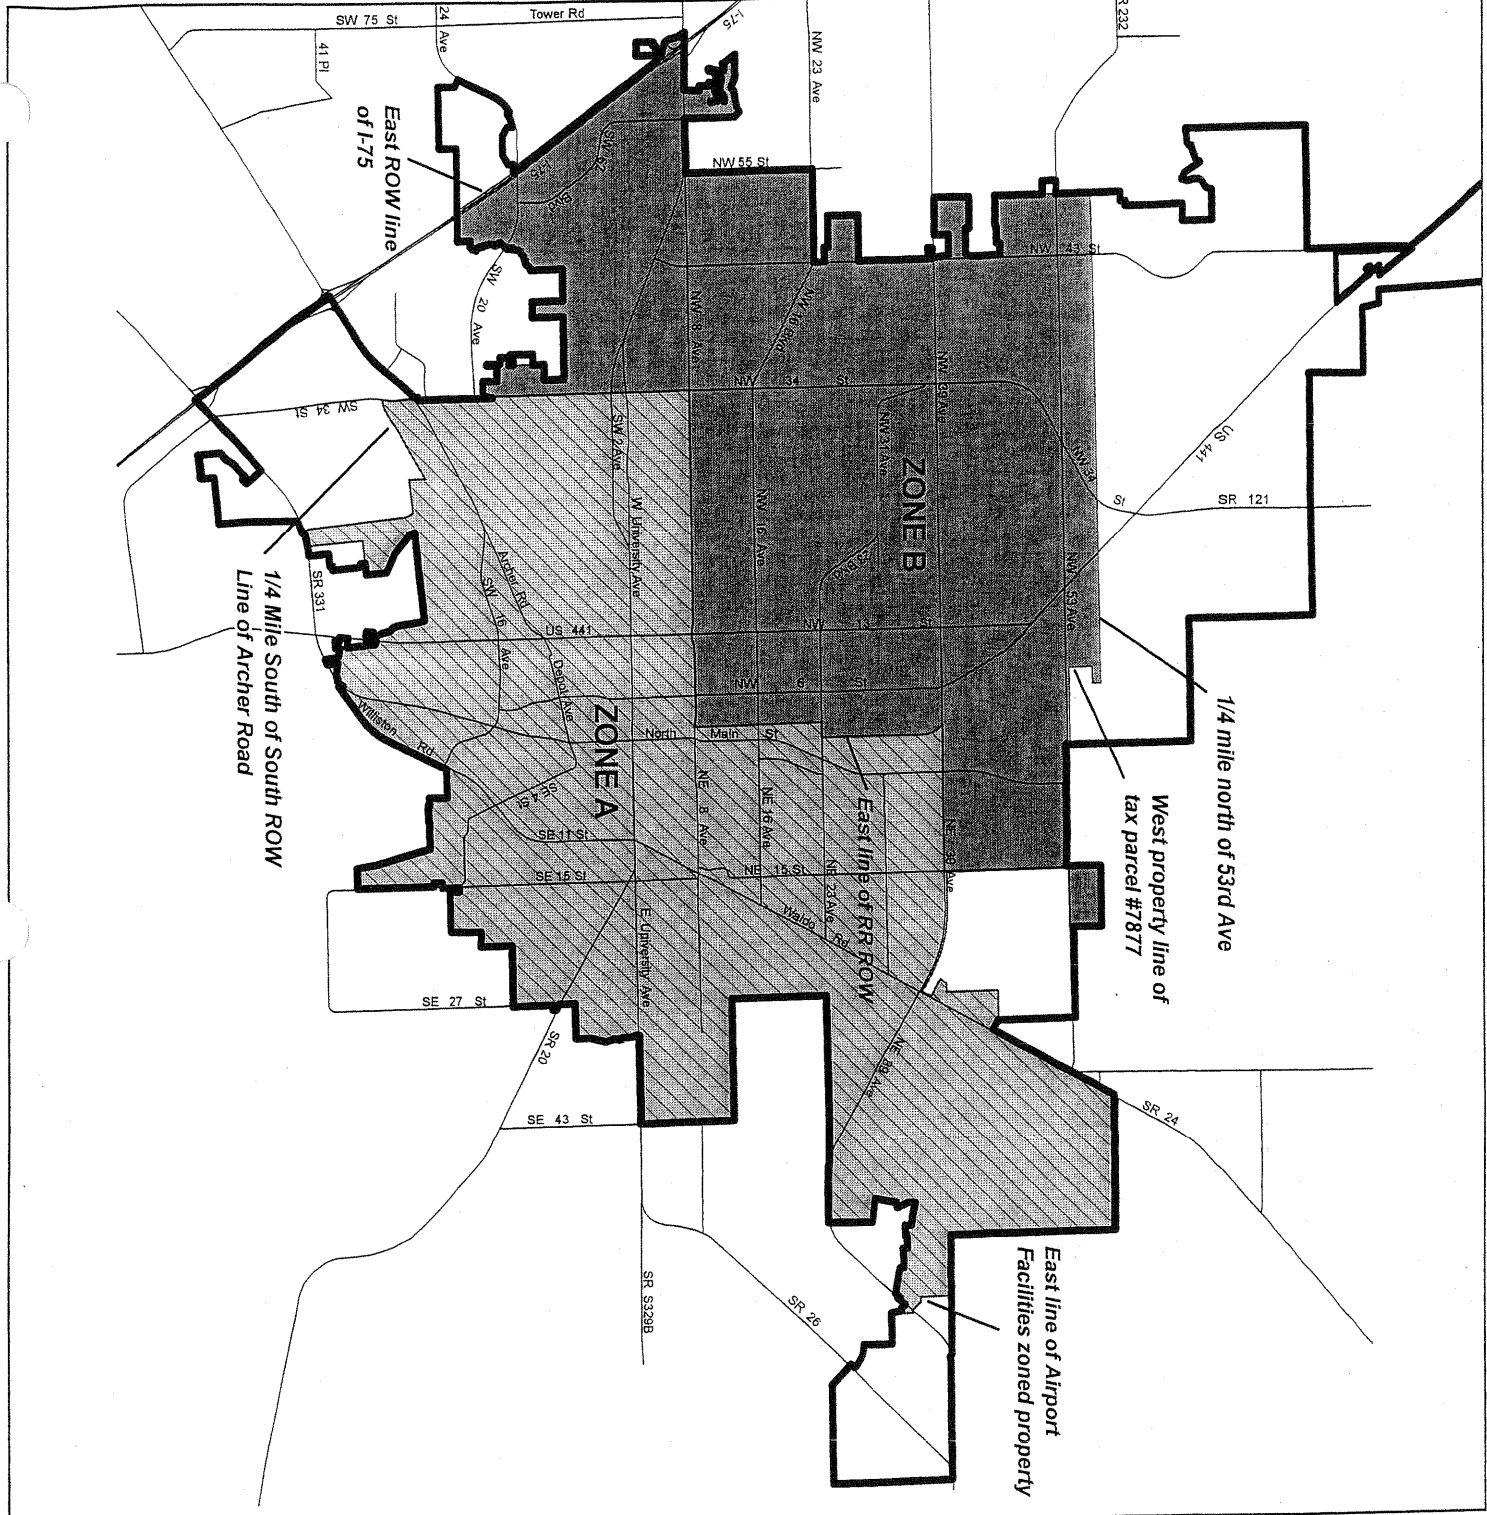 SW 75 St
Tower Rd
24 Ave
41 Pl
I-75
NW 23 Ave
NW 55 St
East ROW line
of I-75
I-75
SW 62 Blvd
SW 20 Ave
NW 43 St
NW 8 Ave
NW 16 Blvd
NW 34 St
NW 39 Ave
NW 34 St
US 441
SR 121
SW 34 St
SW 2 Ave
W University Ave
NW 16 Ave
ZONE B
NW 53 Ave
1/4 Mile South of South ROW
Line of Archer Road
SR 331
Archer Rd
SW 16 Ave
US 441
NW 13 St
Depot Ave
NW 6 St
1/4 mile north of 53rd Ave
West property line of
tax parcel #7877
ZONE A
Williston Rd
North Main St
NE 8 Ave
NE 16 Ave
SE 4 St
SE 11 St
East line of RR ROW
SE 15 St
NE 15 St
NE 23 Ave
NE 39 Ave
Waldo Rd
E University Ave
SE 27 St
SR 20
NE 39 Ave
SE 43 St
SR 24
SR S329B
SR 26
East line of Airport
Facilities zoned property